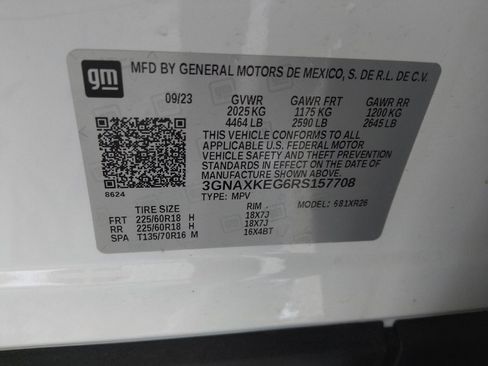 gm
MFD BY GENERAL MOTORS DE MEXICO, S. DE R.L. DE C.V.
09/23 GVWR GAWR FRT GAWR RR
2025 KG 1175 KG 1200 KG
4464 LB 2590 LB 2645 LB
THIS VEHICLE CONFORMS TO ALL
APPLICABLE U.S. FEDERAL MOTOR
VEHICLE SAFETY AND THEFT PREVENTION
STANDARDS IN EFFECT ON THE DATE OF
MANUFACTURE SHOWN ABOVE.
3GNAXKEG6RS157708
8624 TYPE: MPV MODEL: 681XR26
TIRE SIZE RIM
FRT 225/60R18 H 18X7J
RR 225/60R18 H 18X7J
SPA T135/70R16 M 16X4BT